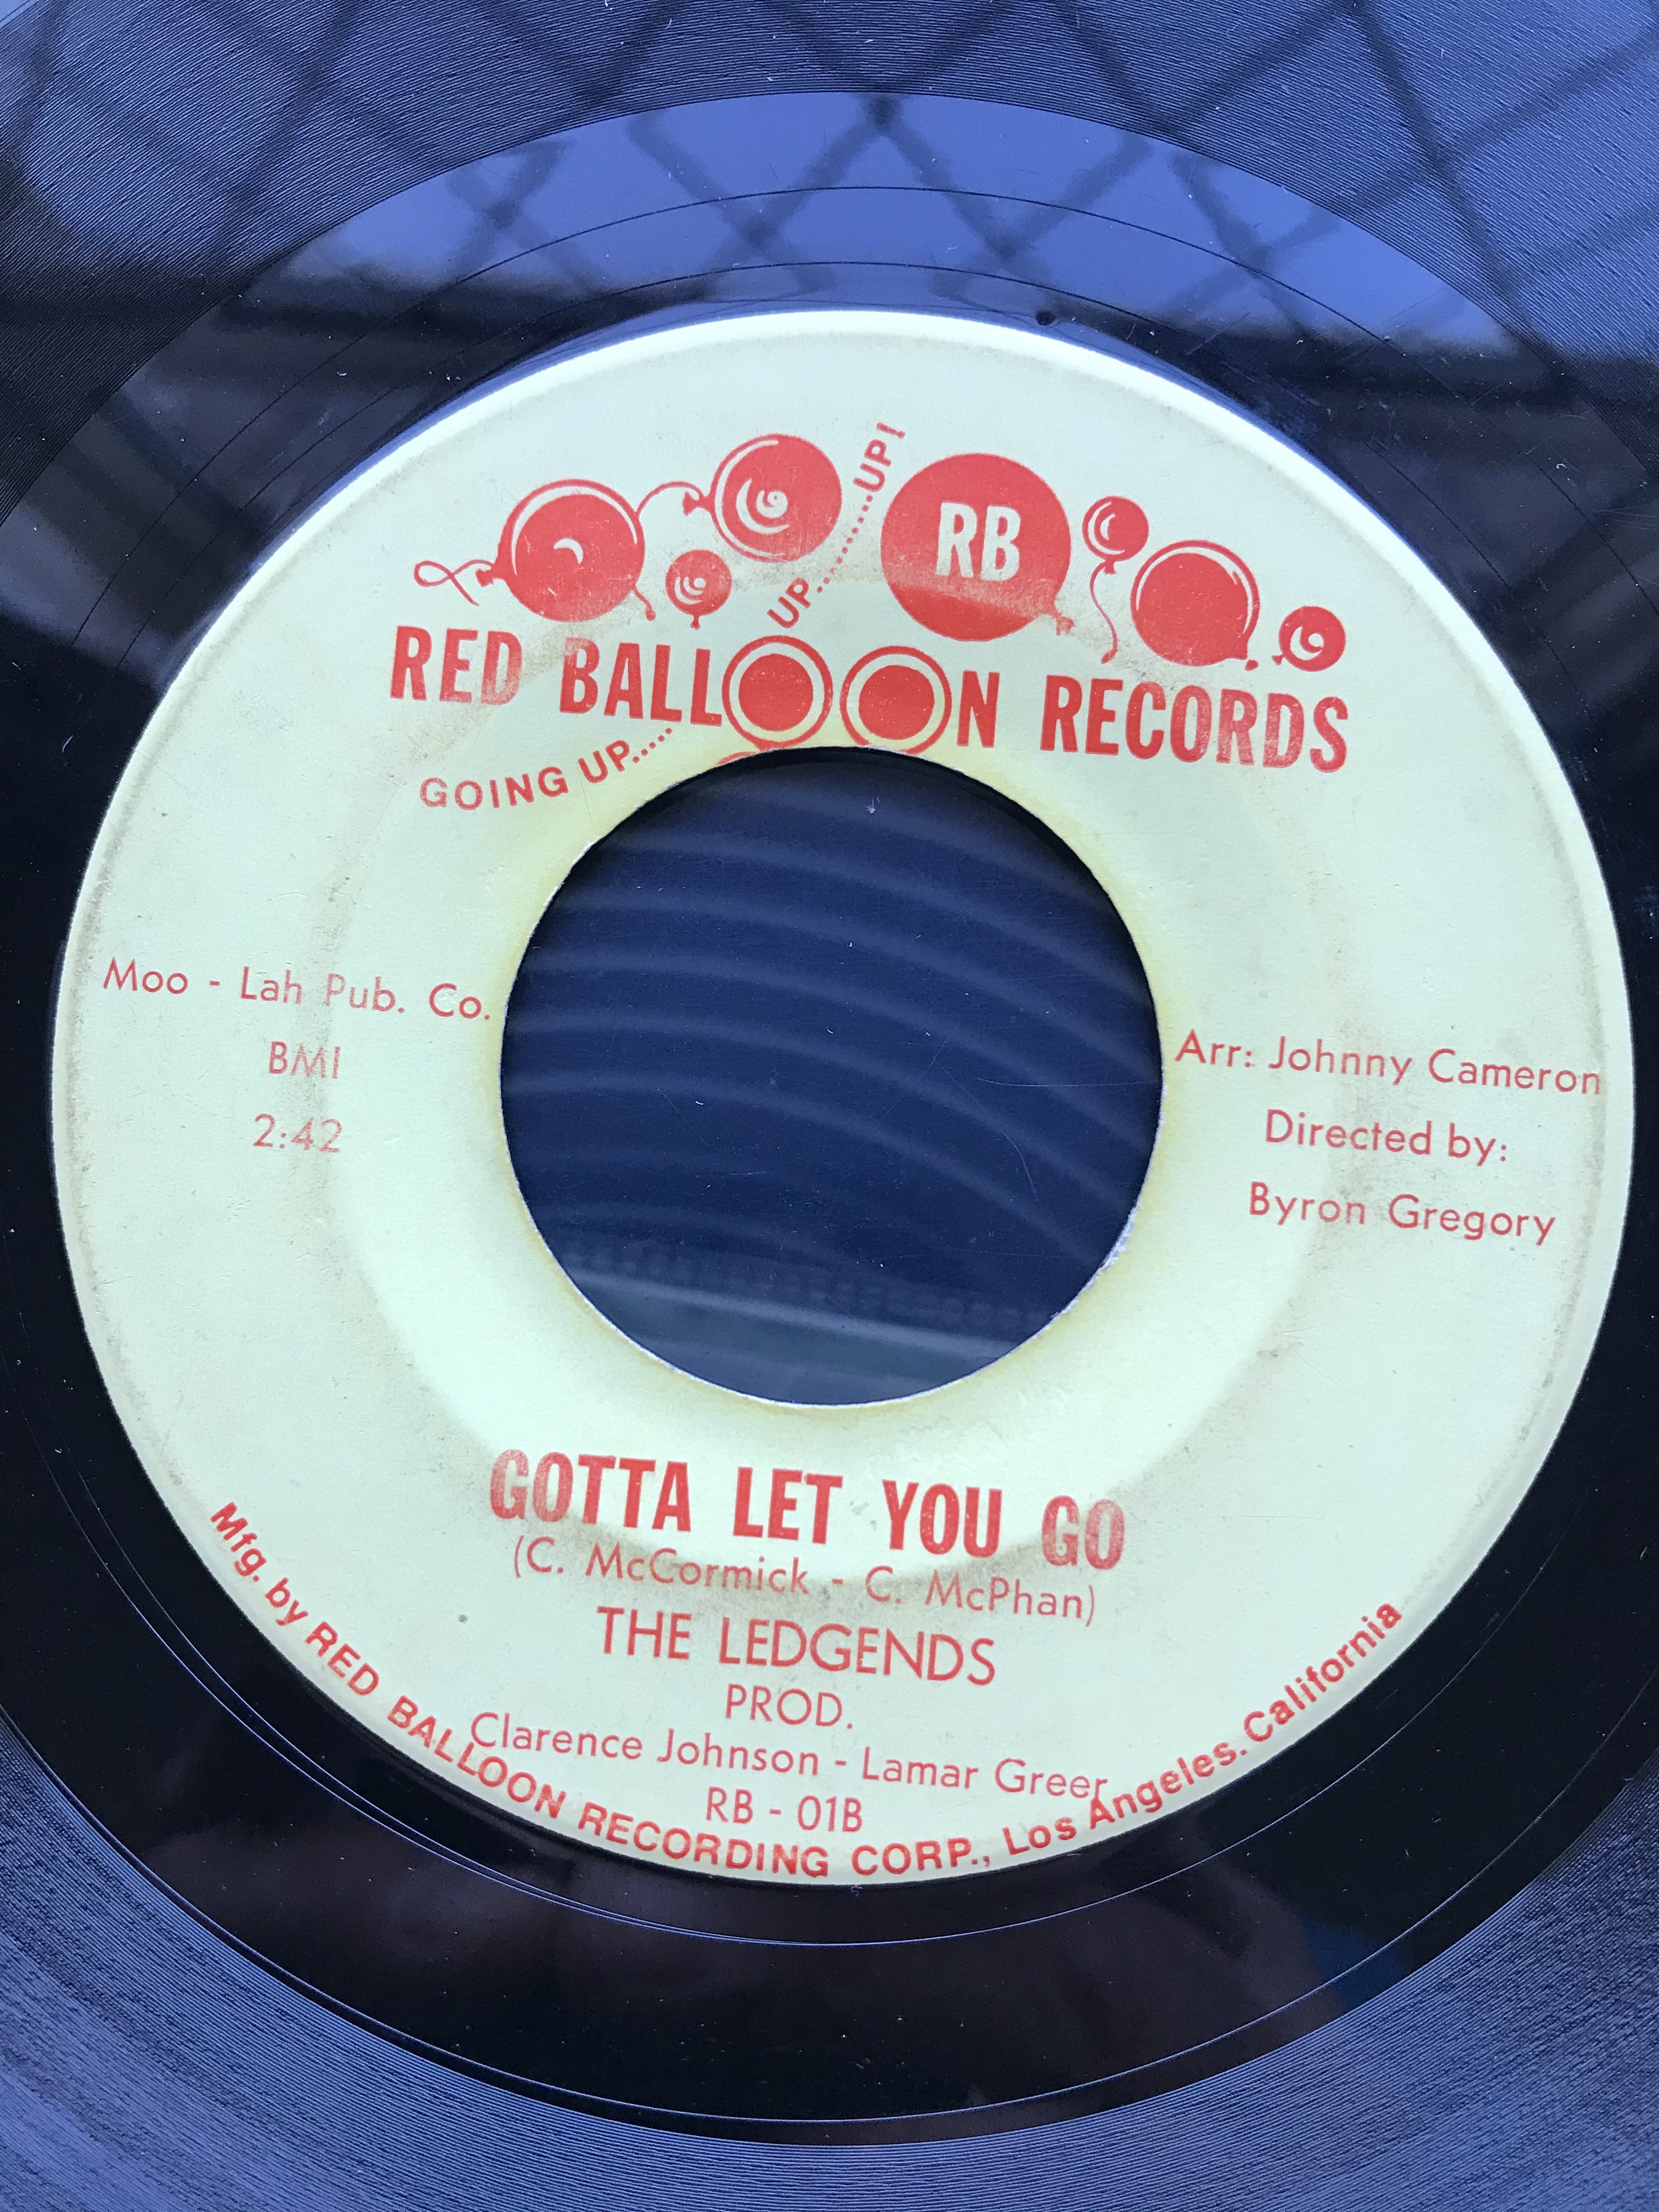 UP.........UP!
RB
UP
RED BALLOON RECORDS
GOING UP.....
Moo - Lah Pub. Co.
BMI
2:42
Arr: Johnny Cameron
Directed by:
Byron Gregory
GOTTA LET YOU GO
(C. McCormick - C. McPhan)
THE LEDGENDS
PROD.
Clarence Johnson - Lamar Greer
RB - 01B
Mfg. by RED BALLOON RECORDING CORP., Los Angeles. California